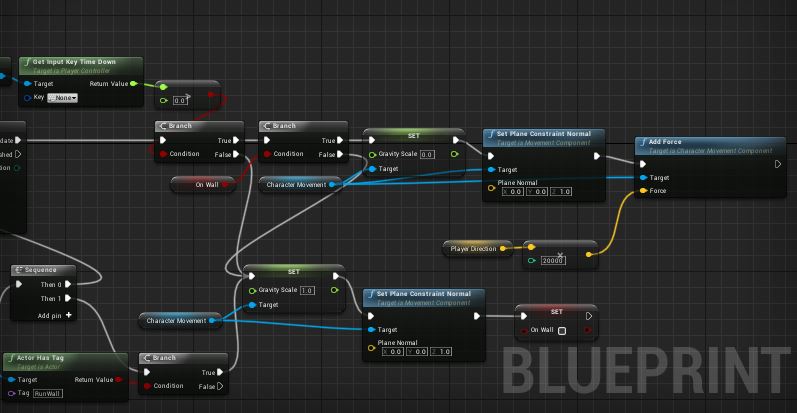 Get Input Key Time Down
Target is Player Controller
Target
Return Value
Key
None
0.0
>
date
shed
ction
Branch
True
Condition
False
Branch
True
Condition
False
On Wall
Character Movement
SET
Gravity Scale
0.0
Target
Set Plane Constraint Normal
Target is Movement Component
Target
Plane Normal
X 0.0 Y 0.0 Z 1.0
Add Force
Target is Character Movement Component
Target
Force
Player Direction
×
20000
Sequence
Then 0
Then 1
Add pin +
SET
Gravity Scale
1.0
Target
Character Movement
Set Plane Constraint Normal
Target is Movement Component
Target
Plane Normal
X 0.0 Y 0.0 Z 1.0
SET
On Wall
Actor Has Tag
Target is Actor
Target
Return Value
Tag
RunWall
Branch
True
Condition
False
BLUEPRINT